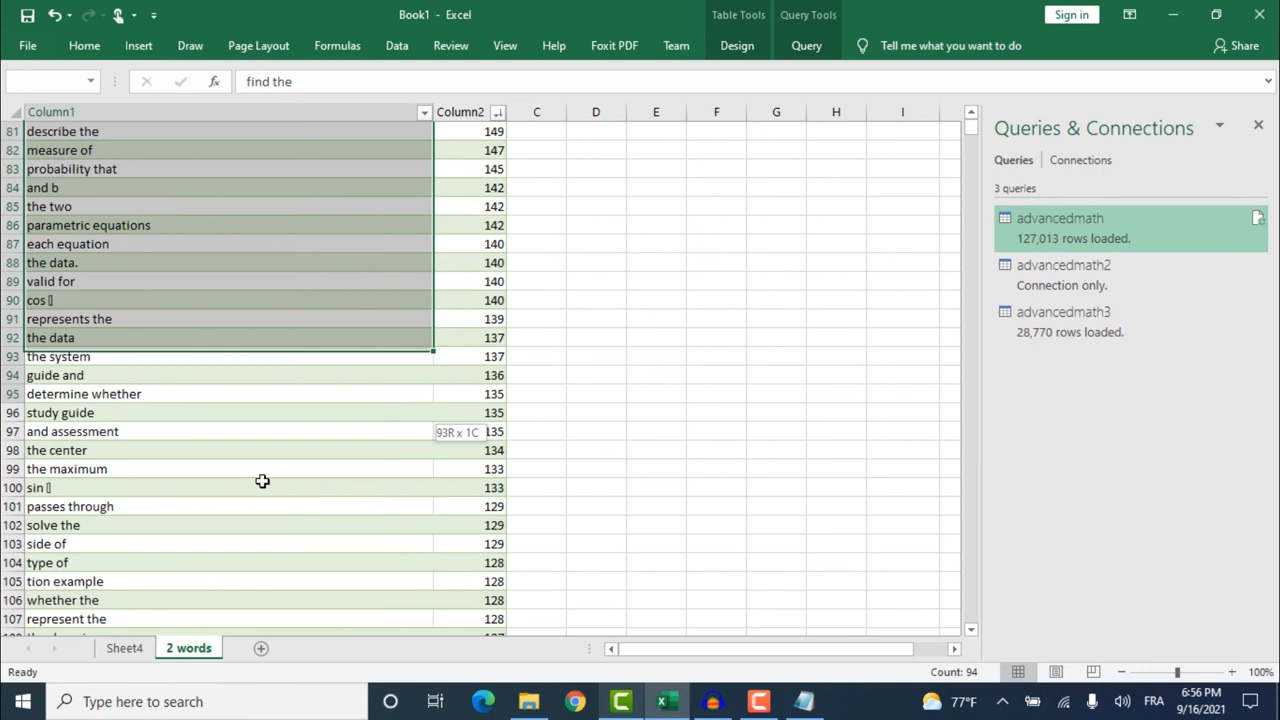 Book1 - Excel
Table Tools
Query Tools
Sign in
File Home Insert Draw Page Layout Formulas Data Review View Help Foxit PDF Team Design Query Tell me what you want to do Share
fx find the
Column1 Column2 C D E F G H I
81 describe the 149
82 measure of 147
83 probability that 145
84 and b 142
85 the two 142
86 parametric equations 142
87 each equation 140
88 the data. 140
89 valid for 140
90 cos 140
91 represents the 139
92 the data 137
93 the system 137
94 guide and 136
95 determine whether 135
96 study guide 135
97 and assessment 135
93R x 1C
98 the center 134
99 the maximum 133
100 sin 133
101 passes through 129
102 solve the 129
103 side of 129
104 type of 128
105 tion example 128
106 whether the 128
107 represent the 128
Queries & Connections
Queries Connections
3 queries
advancedmath
127,013 rows loaded.
advancedmath2
Connection only.
advancedmath3
28,770 rows loaded.
Sheet4 2 words
Ready Count: 94 100%
Type here to search
77°F
FRA
6:56 PM
9/16/2021